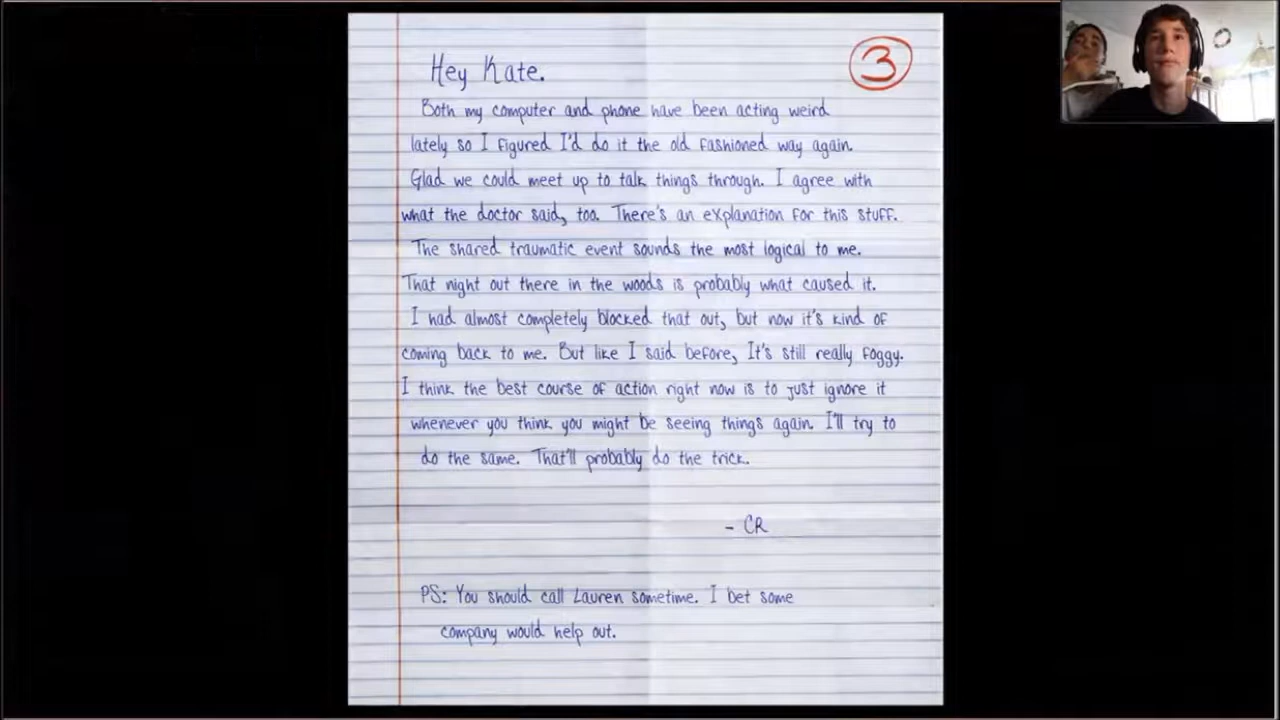 3
Hey Kate.
Both my computer and phone have been acting weird
lately so I figured I'd do it the old fashioned way again.
Glad we could meet up to talk things through. I agree with
what the doctor said, too. There's an explanation for this stuff.
The shared traumatic event sounds the most logical to me.
That night out there in the woods is probably what caused it.
I had almost completely blocked that out, but now it's kind of
coming back to me. But like I said before, It's still really foggy.
I think the best course of action right now is to just ignore it
whenever you think you might be seeing things again. I'll try to
do the same. That'll probably do the trick.
- CR
PS: You should call Lauren sometime. I bet some
company would help out.